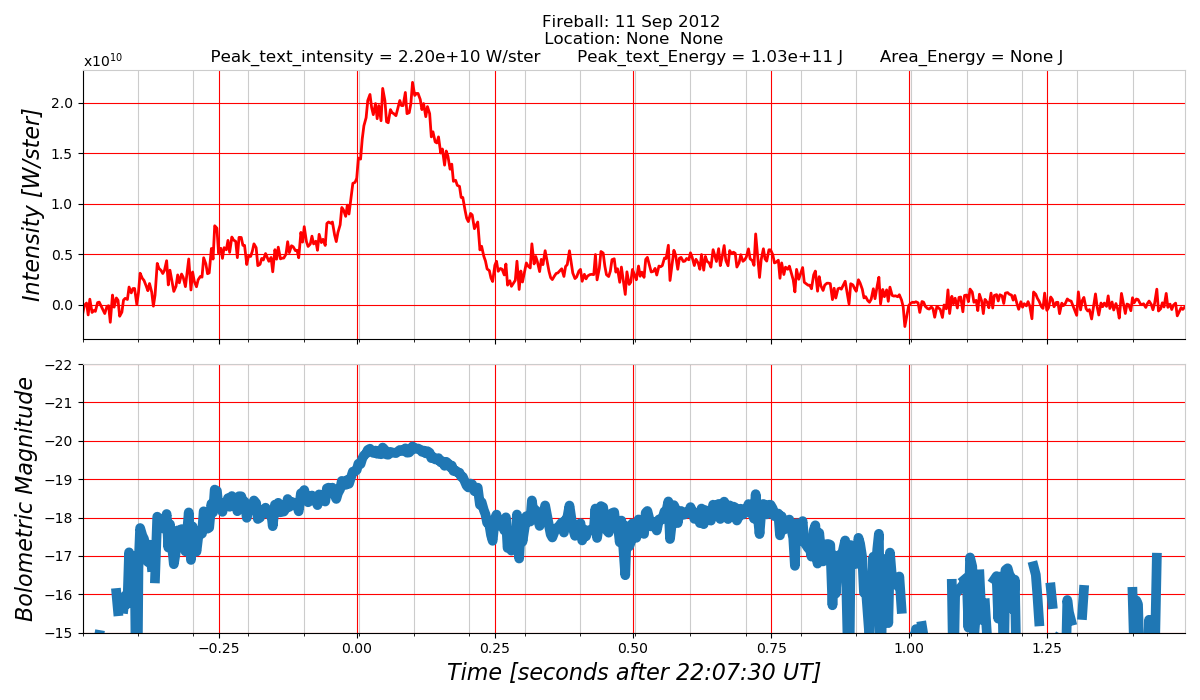 Fireball: 11 Sep 2012
Location: None  None
Peak_text_intensity = 2.20e+10 W/ster       Peak_text_Energy = 1.03e+11 J       Area_Energy = None J
x10¹⁰
Intensity [W/ster]
2.0
1.5
1.0
0.5
0.0
Bolometric Magnitude
−22
−21
−20
−19
−18
−17
−16
−15
−0.25 0.00 0.25 0.50 0.75 1.00 1.25
Time [seconds after 22:07:30 UT]